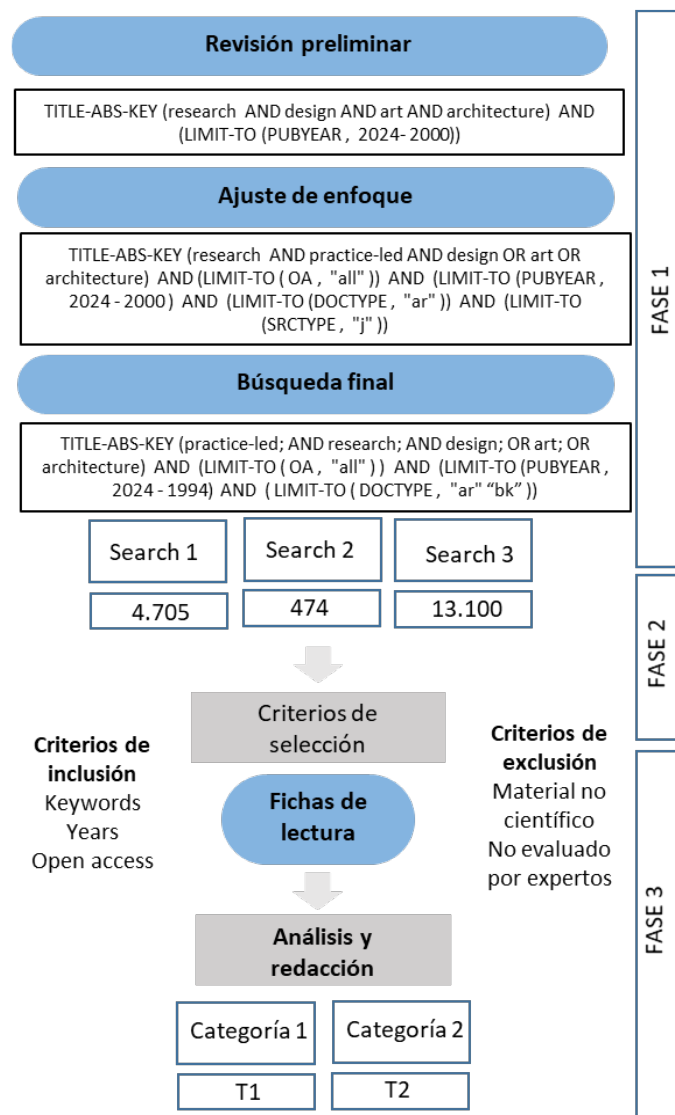 Revisión preliminar
TITLE-ABS-KEY (research AND design AND art AND architecture) AND
(LIMIT-TO (PUBYEAR , 2024- 2000))
Ajuste de enfoque
TITLE-ABS-KEY (research AND practice-led AND design OR art OR
architecture) AND (LIMIT-TO ( OA , "all" )) AND (LIMIT-TO (PUBYEAR ,
2024 - 2000 ) AND (LIMIT-TO (DOCTYPE , "ar" )) AND (LIMIT-TO
(SRCTYPE , "j" ))
Búsqueda final
TITLE-ABS-KEY (practice-led; AND research; AND design; OR art; OR
architecture) AND (LIMIT-TO ( OA , "all" ) ) AND (LIMIT-TO (PUBYEAR ,
2024 - 1994) AND ( LIMIT-TO ( DOCTYPE , "ar" “bk” ))
FASE 1
Search 1
Search 2
Search 3
4.705
474
13.100
FASE 2
Criterios de
selección
Criterios de
inclusión
Keywords
Years
Open access
Fichas de
lectura
Criterios de
exclusión
Material no
científico
No evaluado
por expertos
Análisis y
redacción
FASE 3
Categoría 1
Categoría 2
T1
T2